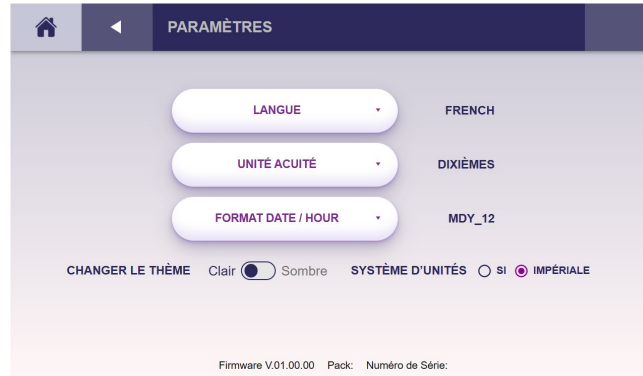 PARAMÈTRES
LANGUE FRENCH
UNITÉ ACUITÉ DIXIÈMES
FORMAT DATE / HOUR MDY_12
CHANGER LE THÈME Clair Sombre SYSTÈME D'UNITÉS SI IMPÉRIALE
Firmware V.01.00.00 Pack: Numéro de Série: